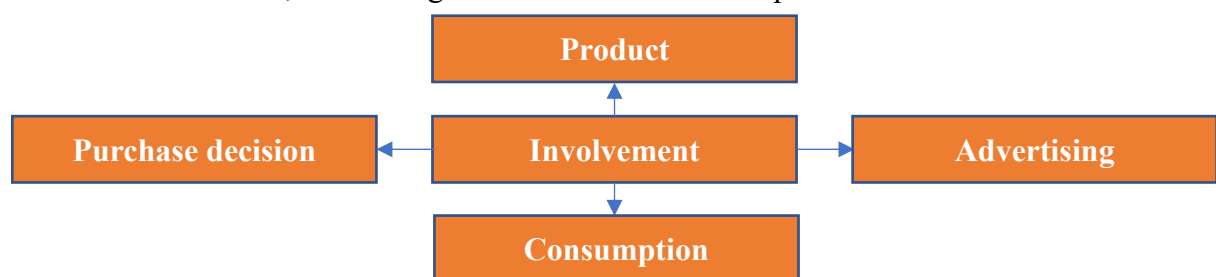 Product
Purchase decision
Involvement
Advertising
Consumption